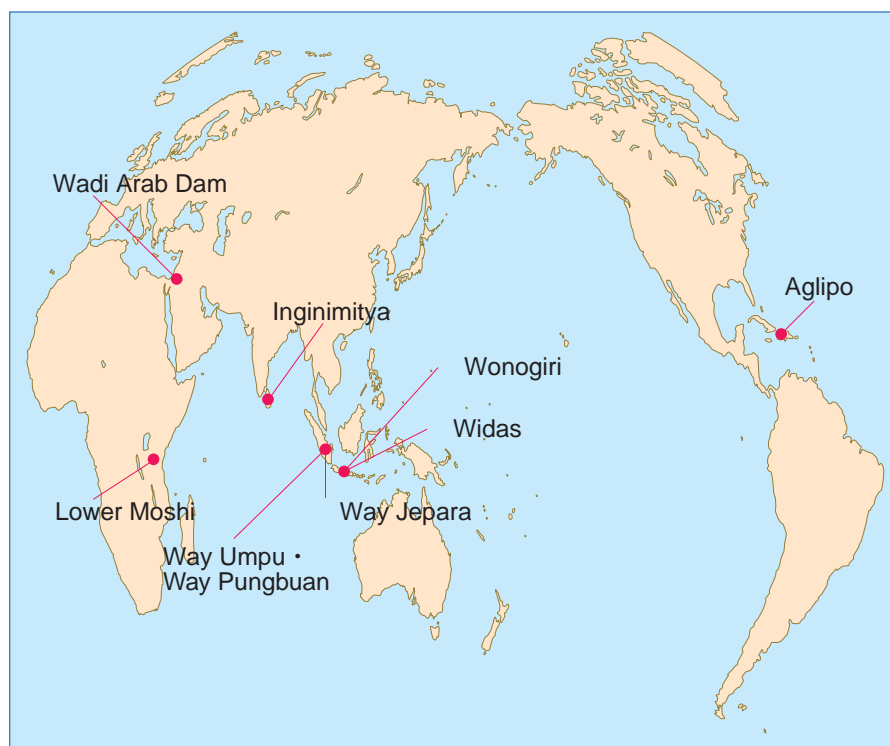 Wadi Arab Dam
Aglipo
Inginimitya
Wonogiri
Widas
Lower Moshi
Way Jepara
Way Umpu・
Way Pungbuan